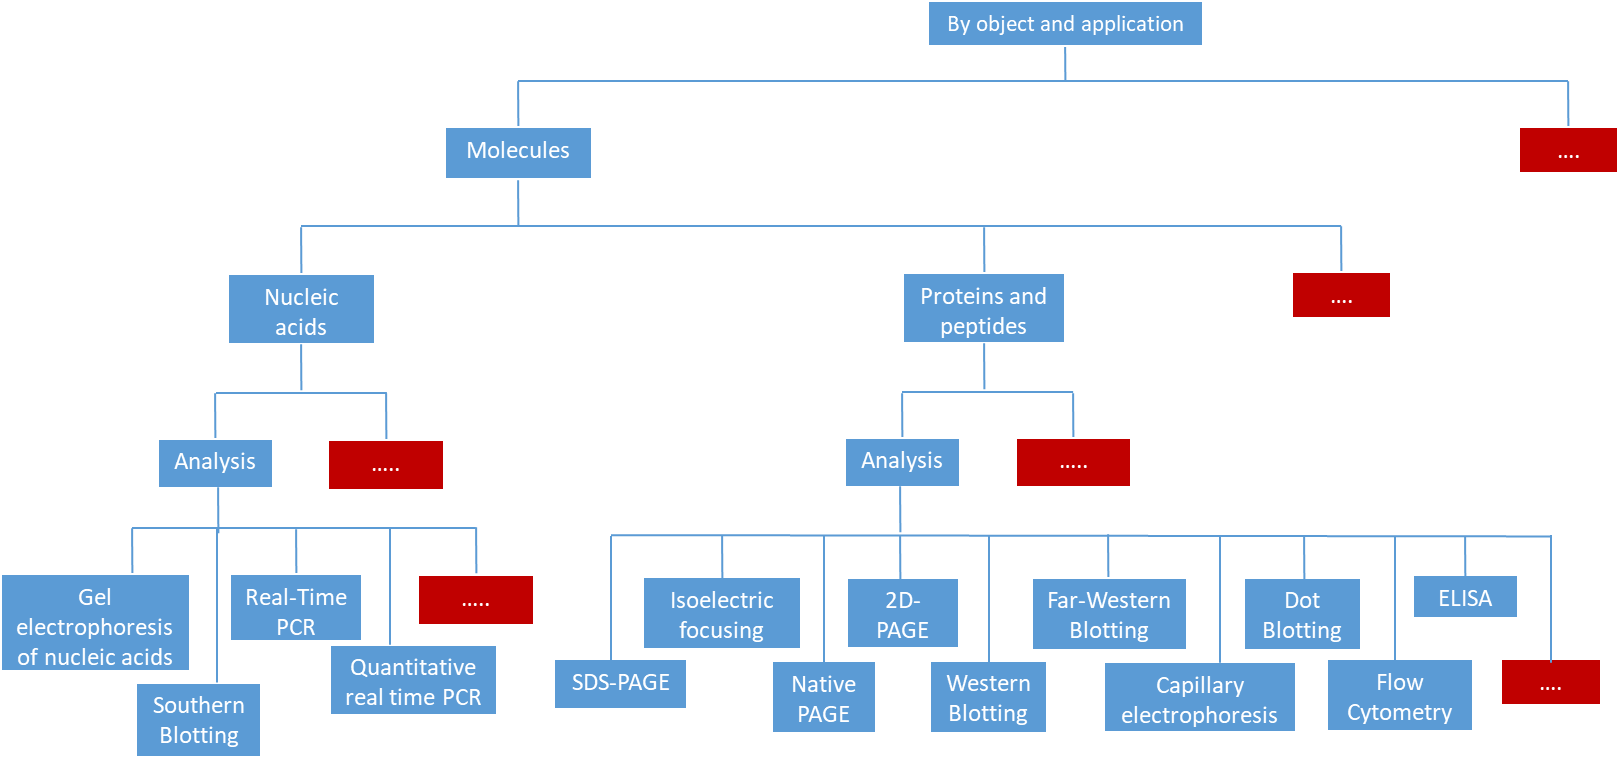 By object and application
Molecules
....
Nucleic
acids
Proteins and
peptides
....
Analysis
.....
Analysis
.....
Gel
electrophoresis
of nucleic acids
Southern
Blotting
Real-Time
PCR
Quantitative
real time PCR
.....
SDS-PAGE
Isoelectric
focusing
Native
PAGE
2D-
PAGE
Western
Blotting
Far-Western
Blotting
Capillary
electrophoresis
Dot
Blotting
Flow
Cytometry
ELISA
....